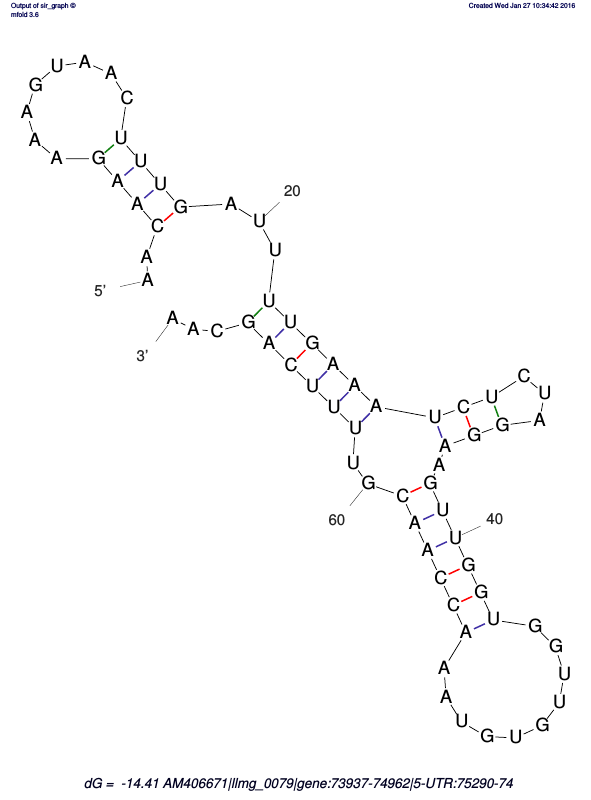 Output of sir_graph ©
mfold 3.6
Created Wed Jan 27 10:34:42 2016
5'
A A C A A G A A A G U A A C U U U G A U
20
U U U G A A A U C U C U A G G A A G U U
40
G G U G G U U G U G U A A A C C A A C G
60
U U U U C A G C A A
3'
dG = -14.41 AM406671|llmg_0079|gene:73937-74962|5-UTR:75290-74